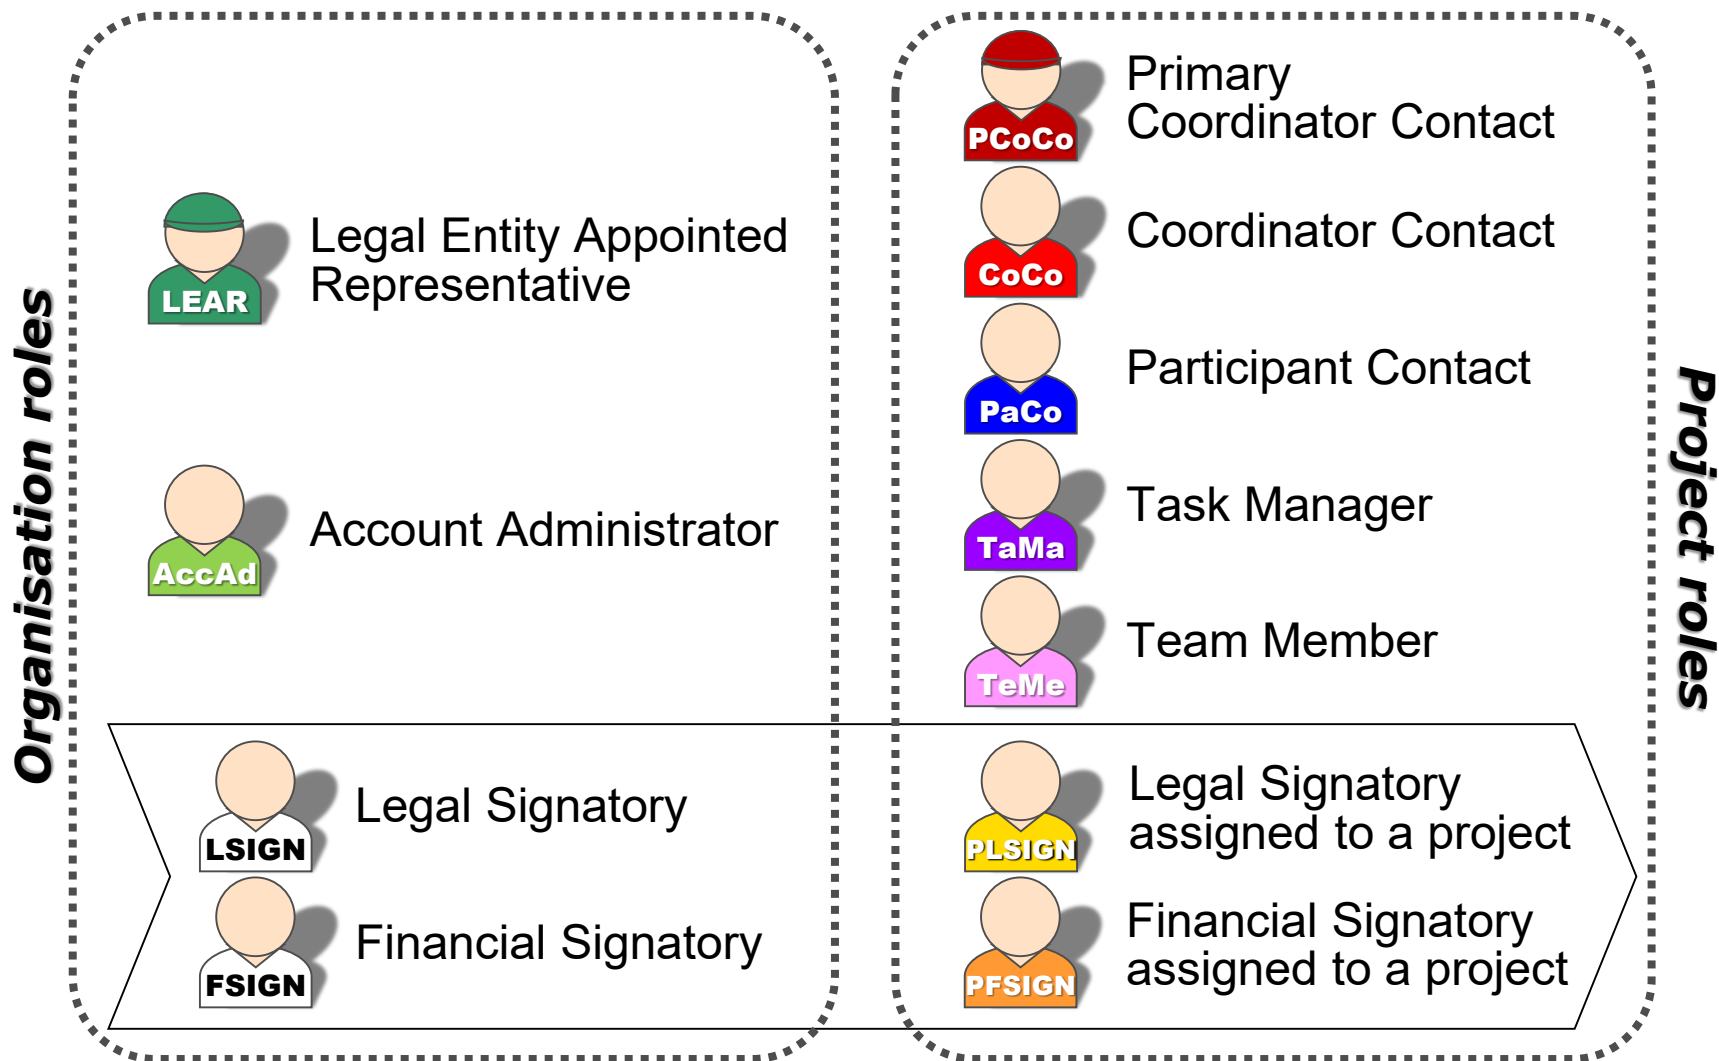 Organisation roles
LEAR
Legal Entity Appointed
Representative
AccAd
Account Administrator
LSIGN
Legal Signatory
FSIGN
Financial Signatory
PCoCo
Primary
Coordinator Contact
CoCo
Coordinator Contact
PaCo
Participant Contact
TaMa
Task Manager
TeMe
Team Member
PLSIGN
Legal Signatory
assigned to a project
PFSIGN
Financial Signatory
assigned to a project
Project roles